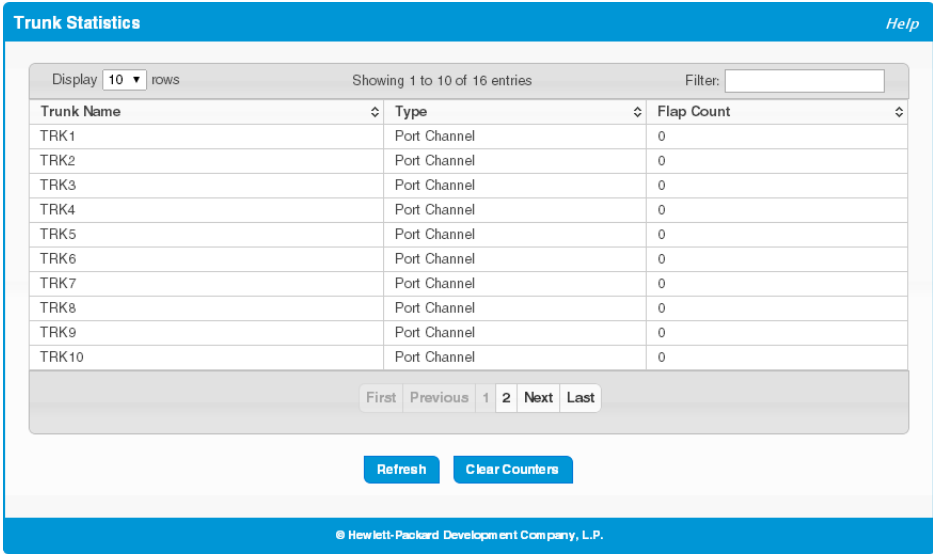 Trunk Statistics Help
Display 10 rows Showing 1 to 10 of 16 entries Filter:
Trunk Name Type Flap Count
TRK1 Port Channel 0
TRK2 Port Channel 0
TRK3 Port Channel 0
TRK4 Port Channel 0
TRK5 Port Channel 0
TRK6 Port Channel 0
TRK7 Port Channel 0
TRK8 Port Channel 0
TRK9 Port Channel 0
TRK10 Port Channel 0
First Previous 1 2 Next Last
Refresh Clear Counters
© Hewlett-Packard Development Company, L.P.